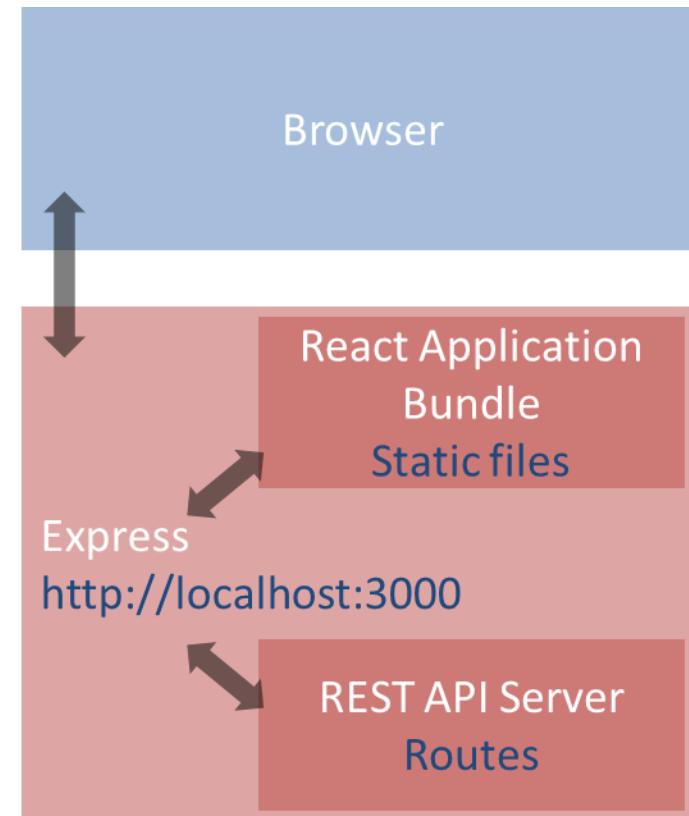 Browser
React Application
Bundle
Static files
Express
http://localhost:3000
REST API Server
Routes